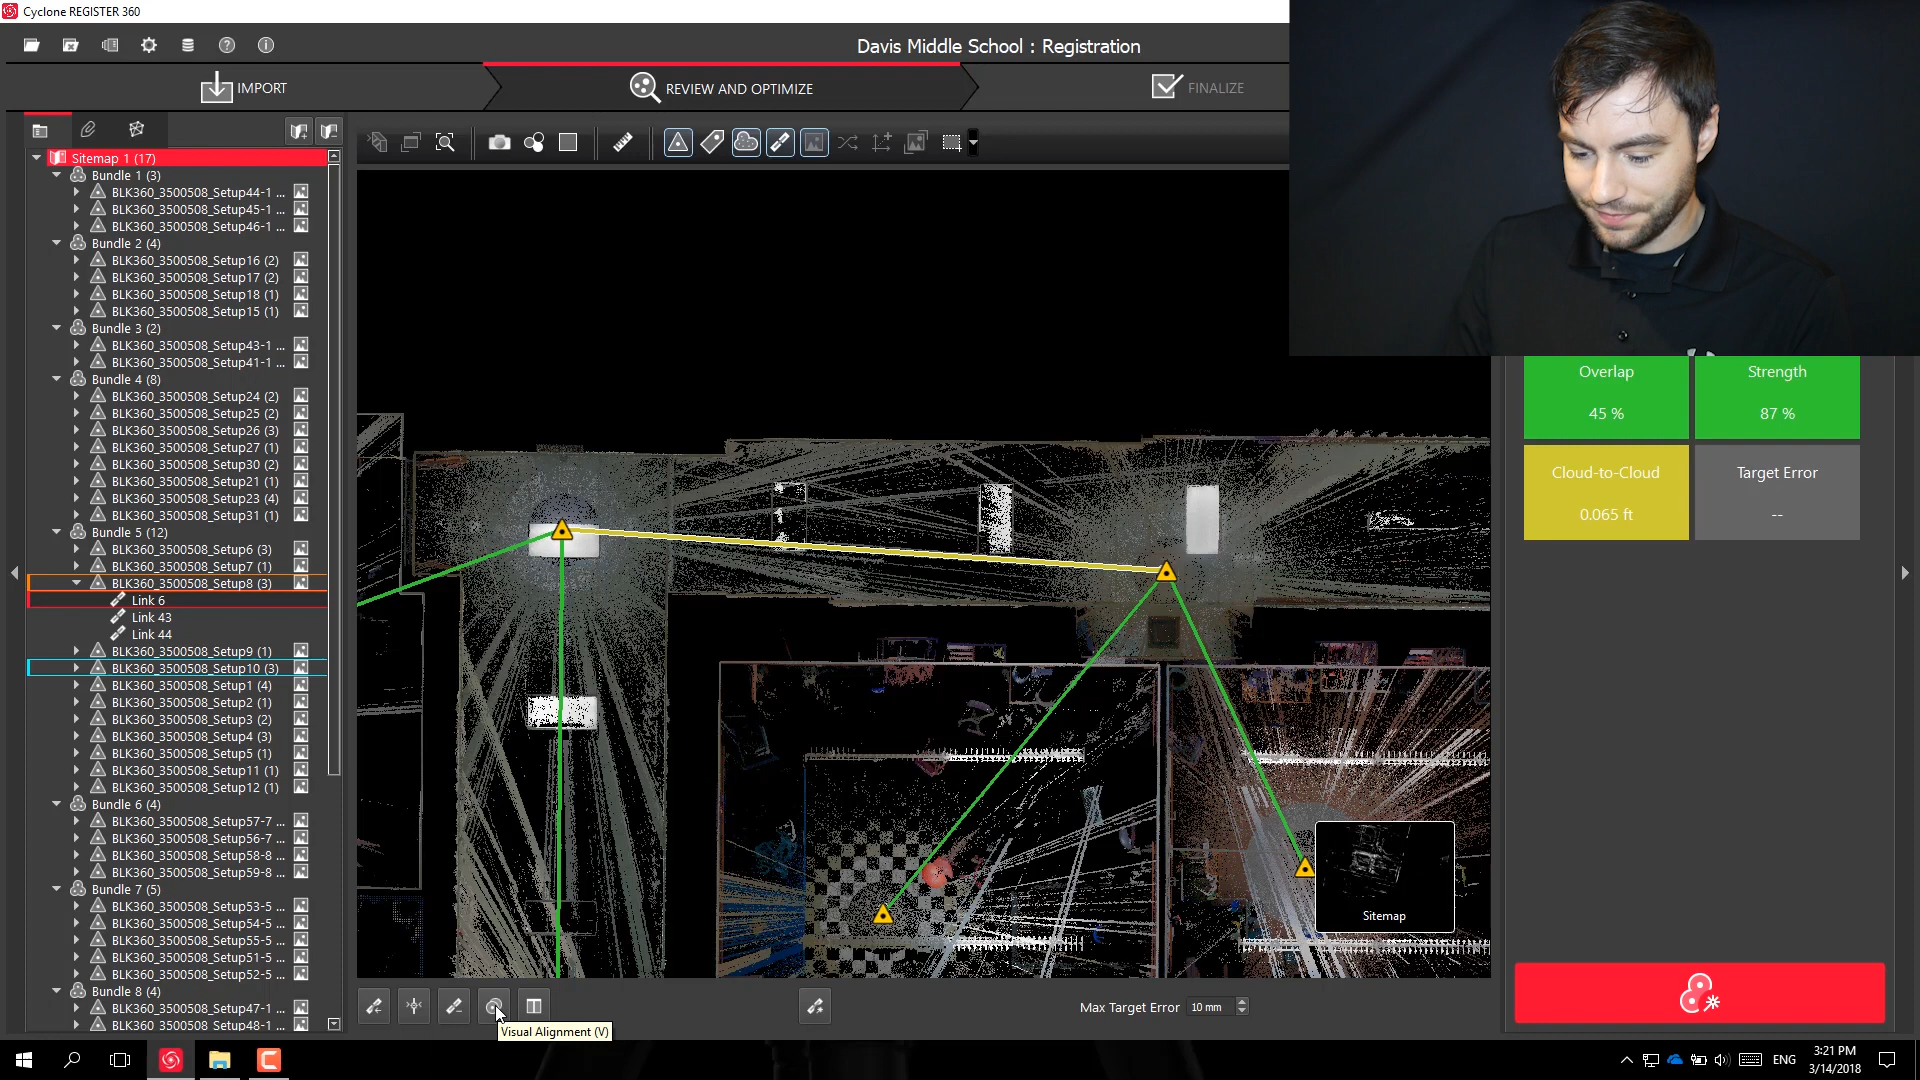 Cyclone REGISTER 360
Davis Middle School : Registration
IMPORT
REVIEW AND OPTIMIZE
FINALIZE
Sitemap 1 (17)
Bundle 1 (3)
BLK360_3500508_Setup44-1 ...
BLK360_3500508_Setup45-1 ...
BLK360_3500508_Setup46-1 ...
Bundle 2 (4)
BLK360_3500508_Setup16 (2)
BLK360_3500508_Setup17 (2)
BLK360_3500508_Setup18 (1)
BLK360_3500508_Setup15 (1)
Bundle 3 (2)
BLK360_3500508_Setup43-1 ...
BLK360_3500508_Setup41-1 ...
Bundle 4 (8)
BLK360_3500508_Setup24 (2)
BLK360_3500508_Setup25 (2)
BLK360_3500508_Setup26 (3)
BLK360_3500508_Setup27 (1)
BLK360_3500508_Setup30 (2)
BLK360_3500508_Setup21 (1)
BLK360_3500508_Setup23 (4)
BLK360_3500508_Setup31 (1)
Bundle 5 (12)
BLK360_3500508_Setup6 (3)
BLK360_3500508_Setup7 (1)
BLK360_3500508_Setup8 (3)
Link 6
Link 43
Link 44
BLK360_3500508_Setup9 (1)
BLK360_3500508_Setup10 (3)
BLK360_3500508_Setup1 (4)
BLK360_3500508_Setup2 (1)
BLK360_3500508_Setup3 (2)
BLK360_3500508_Setup4 (3)
BLK360_3500508_Setup5 (1)
BLK360_3500508_Setup11 (1)
BLK360_3500508_Setup12 (1)
Bundle 6 (4)
BLK360_3500508_Setup57-7 ...
BLK360_3500508_Setup56-7 ...
BLK360_3500508_Setup58-8 ...
BLK360_3500508_Setup59-8 ...
Bundle 7 (5)
BLK360_3500508_Setup53-5 ...
BLK360_3500508_Setup54-5 ...
BLK360_3500508_Setup55-5 ...
BLK360_3500508_Setup51-5 ...
BLK360_3500508_Setup52-5 ...
Bundle 8 (4)
BLK360_3500508_Setup47-1 ...
BLK360_3500508_Setup48-1 ...
Overlap
45 %
Strength
87 %
Cloud-to-Cloud
0.065 ft
Target Error
--
Sitemap
Max Target Error 10 mm
Visual Alignment (V)
ENG
3:21 PM
3/14/2018